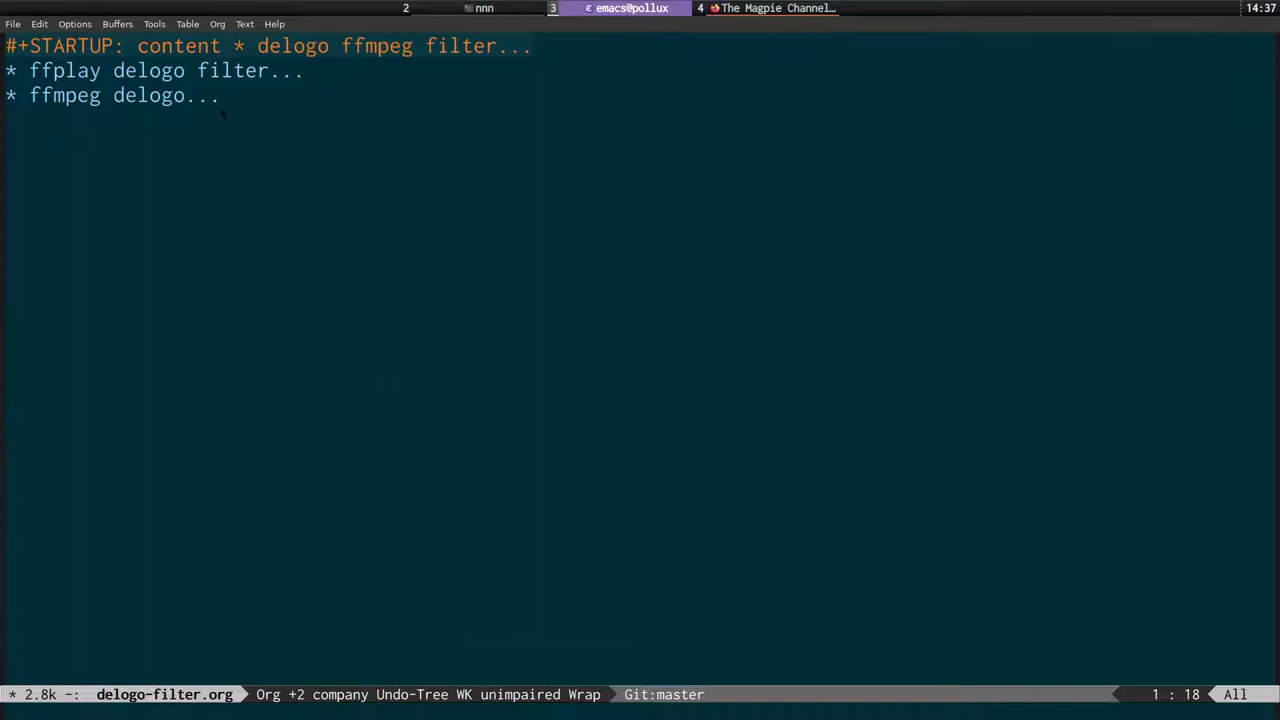 2 nnn 3 emacs@pollux 4 The Magpie Channel... 14:37
File Edit Options Buffers Tools Table Org Text Help
#+STARTUP: content * delogo ffmpeg filter...
* ffplay delogo filter...
* ffmpeg delogo...
* 2.8k -: delogo-filter.org Org +2 company Undo-Tree WK unimpaired Wrap Git:master 1 : 18 All